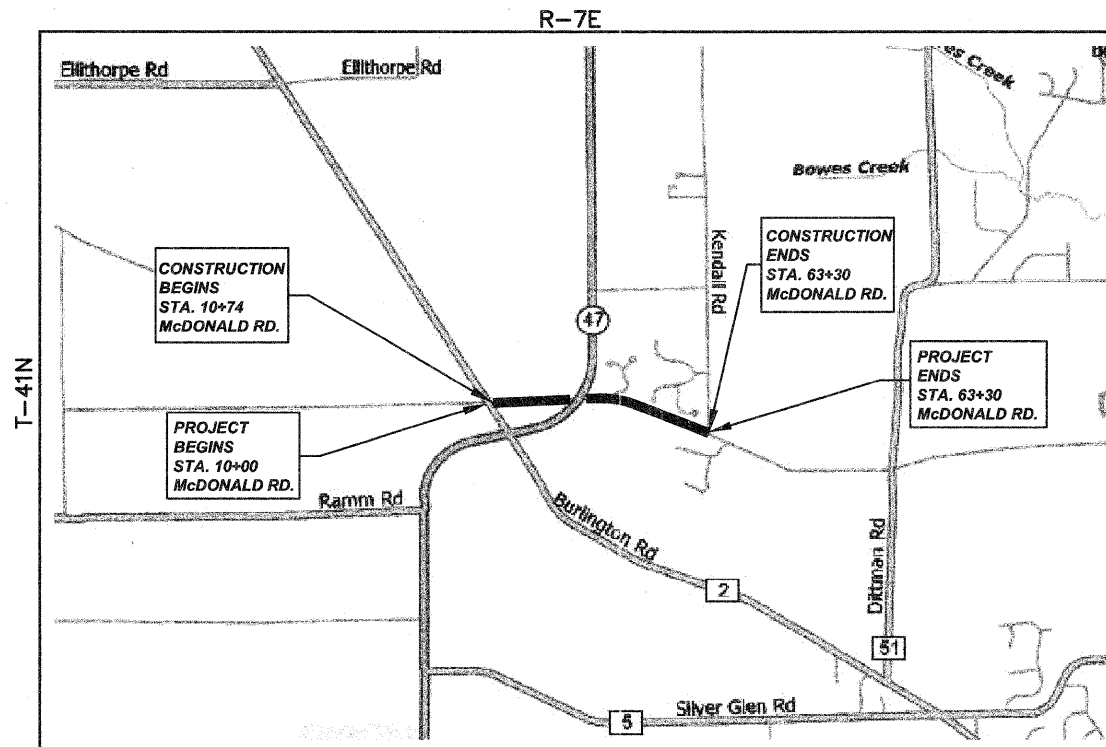 R-7E
Ellithorpe Rd
Ellithorpe Rd
Bowes Creek
Kendall Rd
CONSTRUCTION
BEGINS
STA. 10+74
McDONALD RD.
CONSTRUCTION
ENDS
STA. 63+30
McDONALD RD.
47
T-41N
PROJECT
ENDS
STA. 63+30
McDONALD RD.
PROJECT
BEGINS
STA. 10+00
McDONALD RD.
Ramm Rd
Burlington Rd
Dittman Rd
2
51
Silver Glen Rd
5